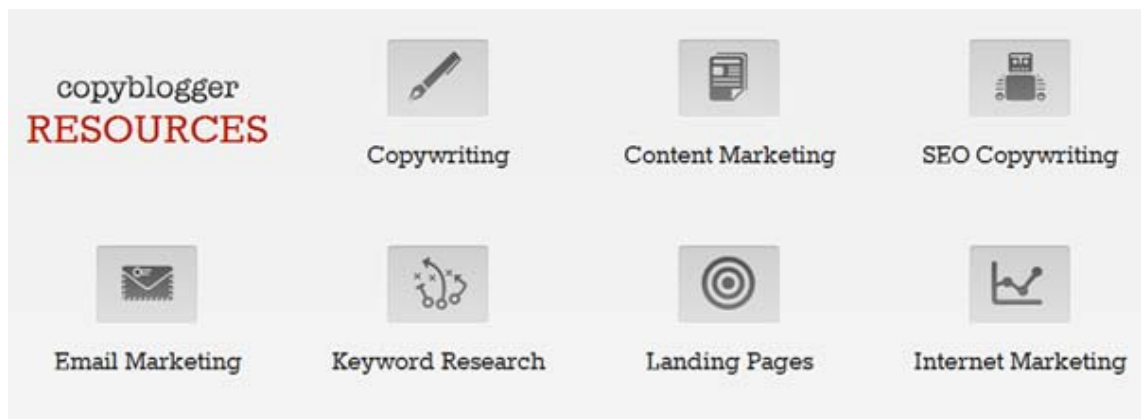 copyblogger
RESOURCES
Copywriting
Content Marketing
SEO Copywriting
Email Marketing
Keyword Research
Landing Pages
Internet Marketing